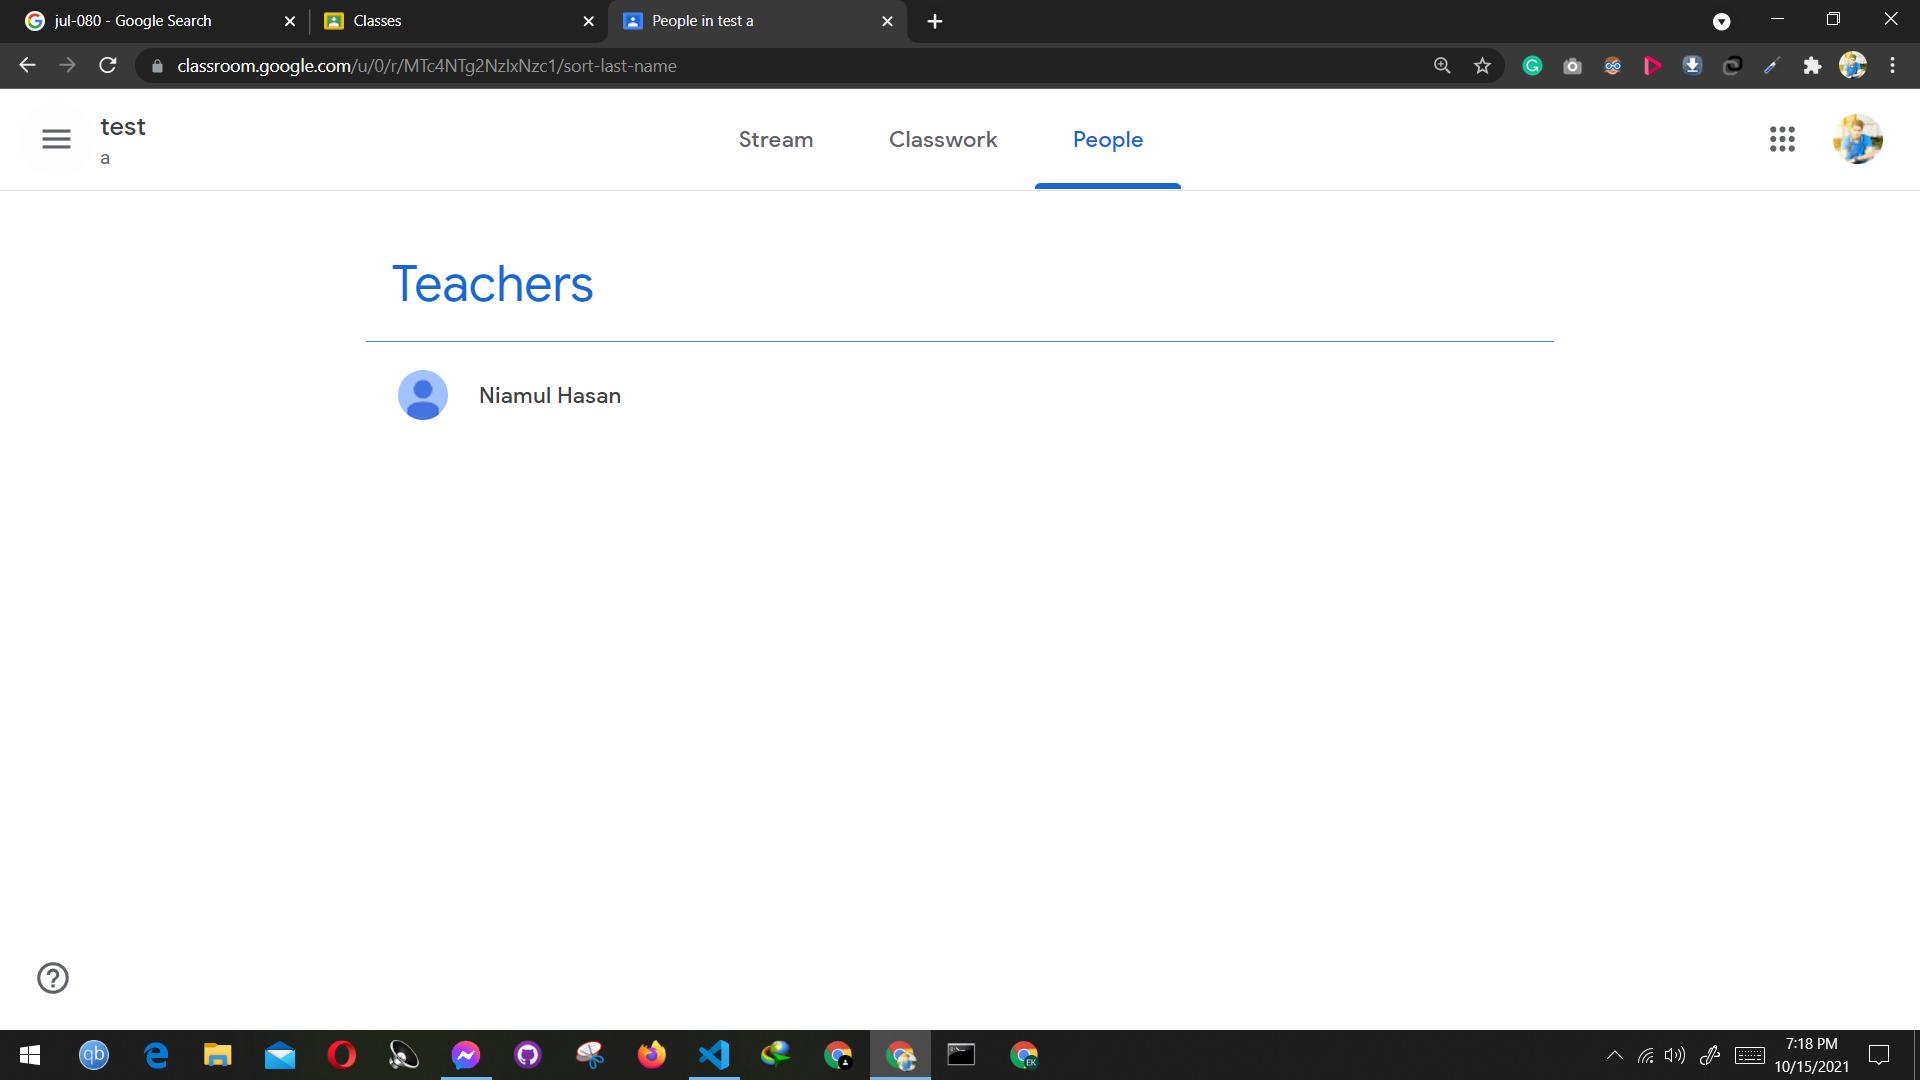 jul-080 - Google Search
Classes
People in test a
classroom.google.com/u/0/r/MTc4NTg2NzIxNzc1/sort-last-name
test
a
Stream
Classwork
People
Teachers
Niamul Hasan
qb
EK
7:18 PM
10/15/2021